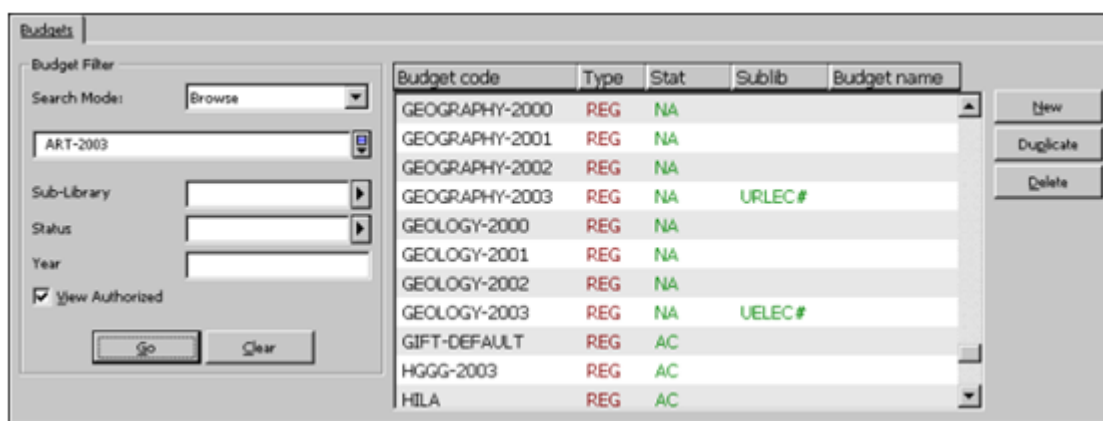 Budgets
Budget Filter
Search Mode: Browse
ART-2003
Sub-Library
Status
Year
View Authorized
Go Clear
Budget code Type Stat Sublib Budget name
GEOGRAPHY-2000 REG NA
GEOGRAPHY-2001 REG NA
GEOGRAPHY-2002 REG NA
GEOGRAPHY-2003 REG NA URLEC#
GEOLOGY-2000 REG NA
GEOLOGY-2001 REG NA
GEOLOGY-2002 REG NA
GEOLOGY-2003 REG NA UELEC#
GIFT-DEFAULT REG AC
HGGG-2003 REG AC
HILA REG AC
New
Duplicate
Delete